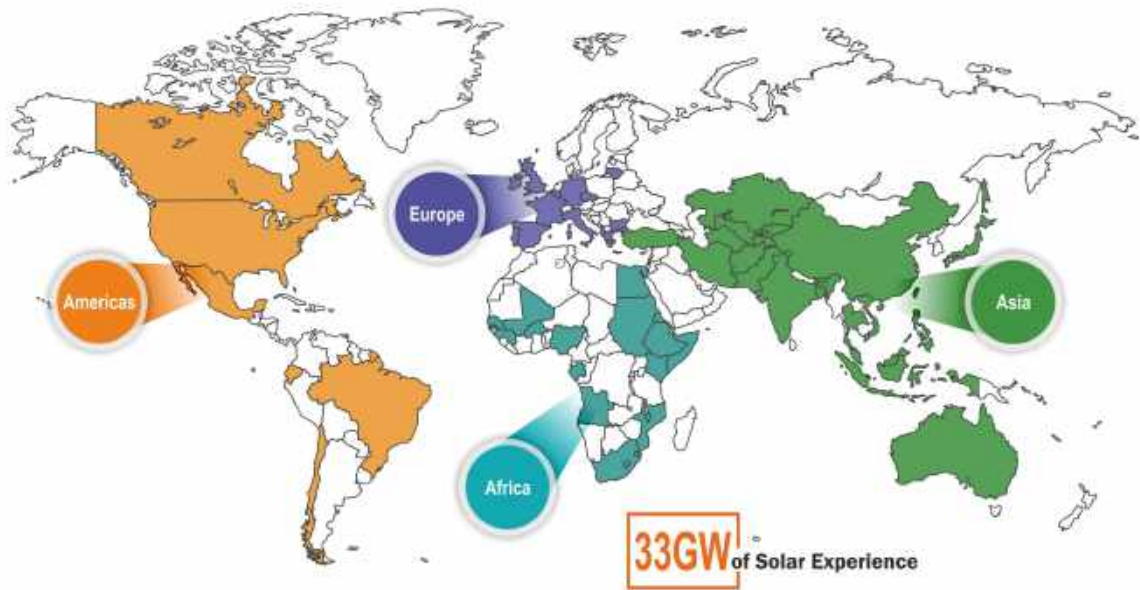 Europe
Americas
Asia
Africa
33GW of Solar Experience